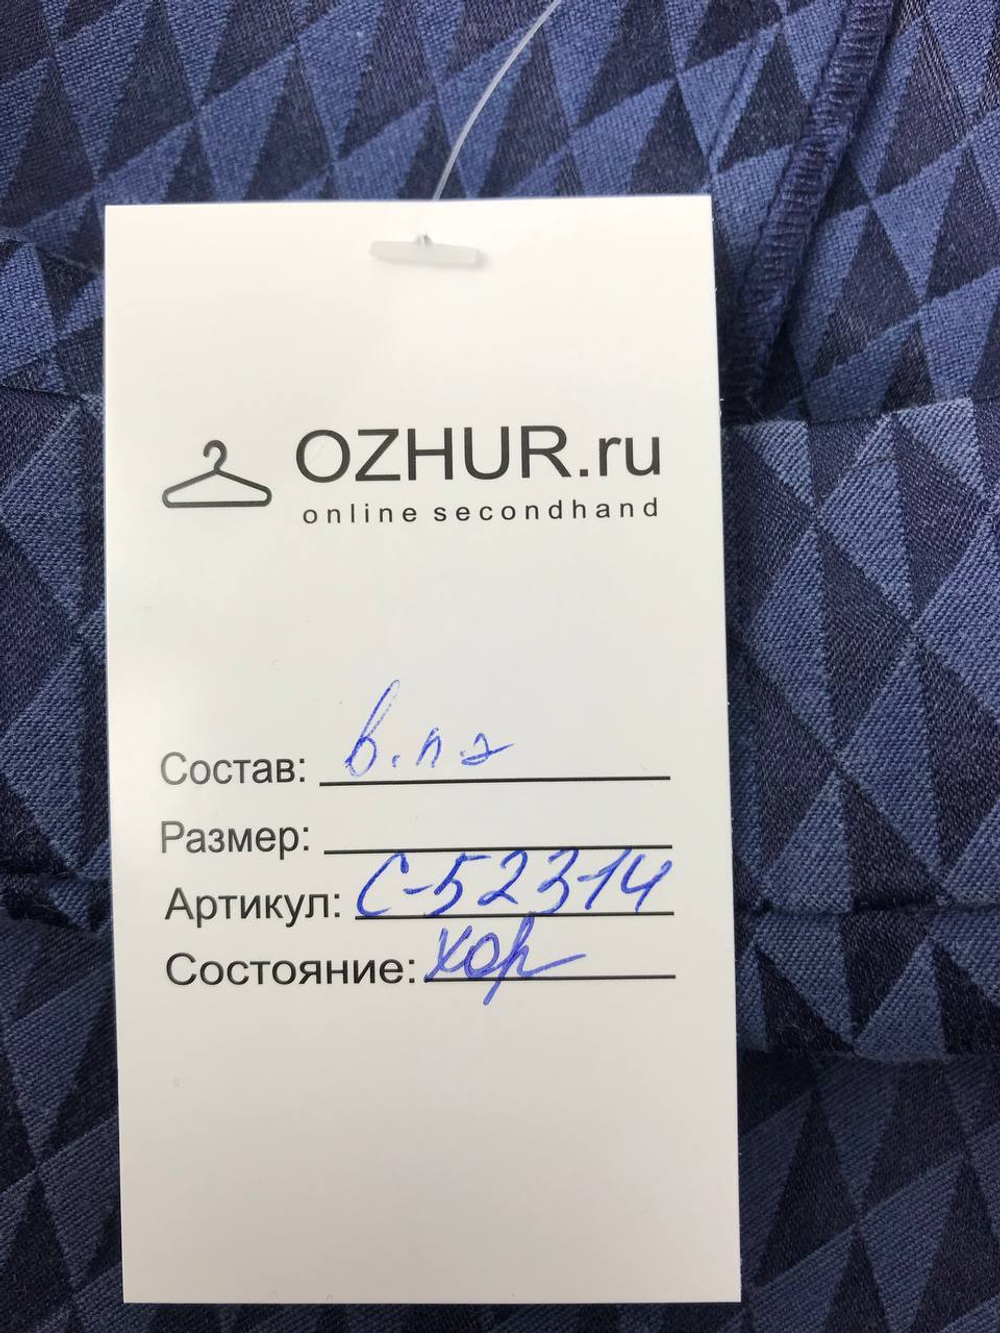 OZHUR.ru
online secondhand
Состав: в.п.э
Размер:
Артикул: С-52314
Состояние: хор